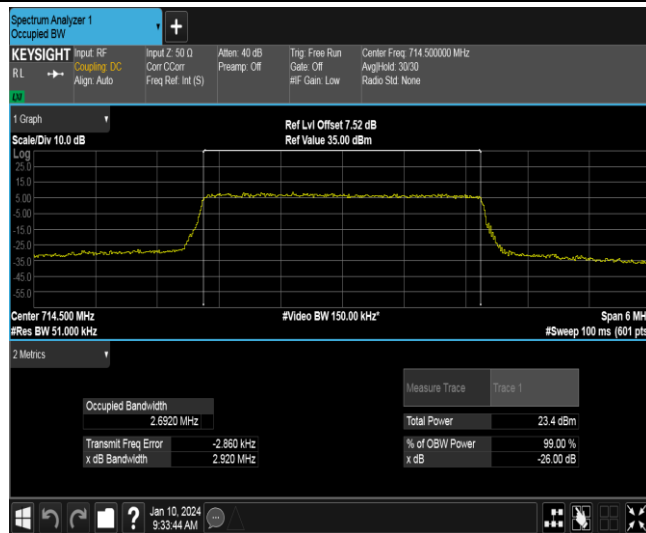 Spectrum Analyzer 1
Occupied BW
+
KEYSIGHT
R L
LV
Input: RF
Coupling: DC
Align: Auto
Input Z: 50 Ω
Corr CCorr
Freq Ref: Int (S)
Atten: 40 dB
Preamp: Off
Trig: Free Run
Gate: Off
#IF Gain: Low
Center Freq: 714.500000 MHz
Avg|Hold: 30/30
Radio Std: None
1 Graph
Scale/Div 10.0 dB
Ref Lvl Offset 7.52 dB
Ref Value 35.00 dBm
Log
25.0
15.0
5.00
-5.00
-15.0
-25.0
-35.0
-45.0
-55.0
Center 714.500 MHz
#Video BW 150.00 kHz*
Span 6 MH
#Res BW 51.000 kHz
#Sweep 100 ms (601 pts
2 Metrics
Measure Trace
Trace 1
Occupied Bandwidth
2.6920 MHz
Total Power
23.4 dBm
Transmit Freq Error
-2.860 kHz
% of OBW Power
99.00 %
x dB Bandwidth
2.920 MHz
x dB
-26.00 dB
?
Jan 10, 2024
9:33:44 AM